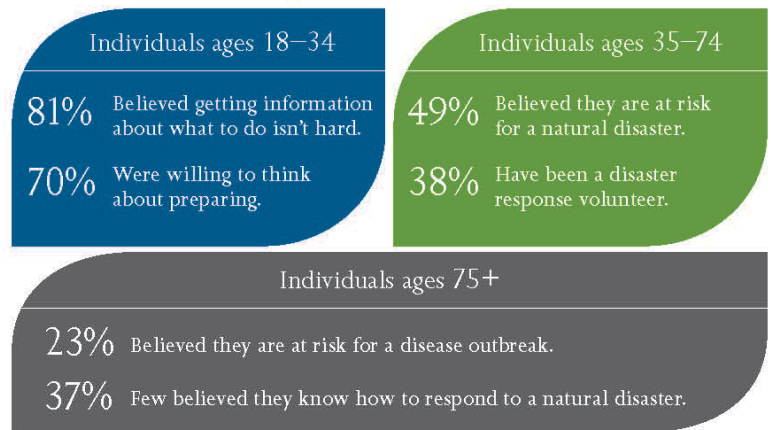 Individuals ages 18–34
81% Believed getting information
about what to do isn't hard.
70% Were willing to think
about preparing.
Individuals ages 35–74
49% Believed they are at risk
for a natural disaster.
38% Have been a disaster
response volunteer.
Individuals ages 75+
23% Believed they are at risk for a disease outbreak.
37% Few believed they know how to respond to a natural disaster.